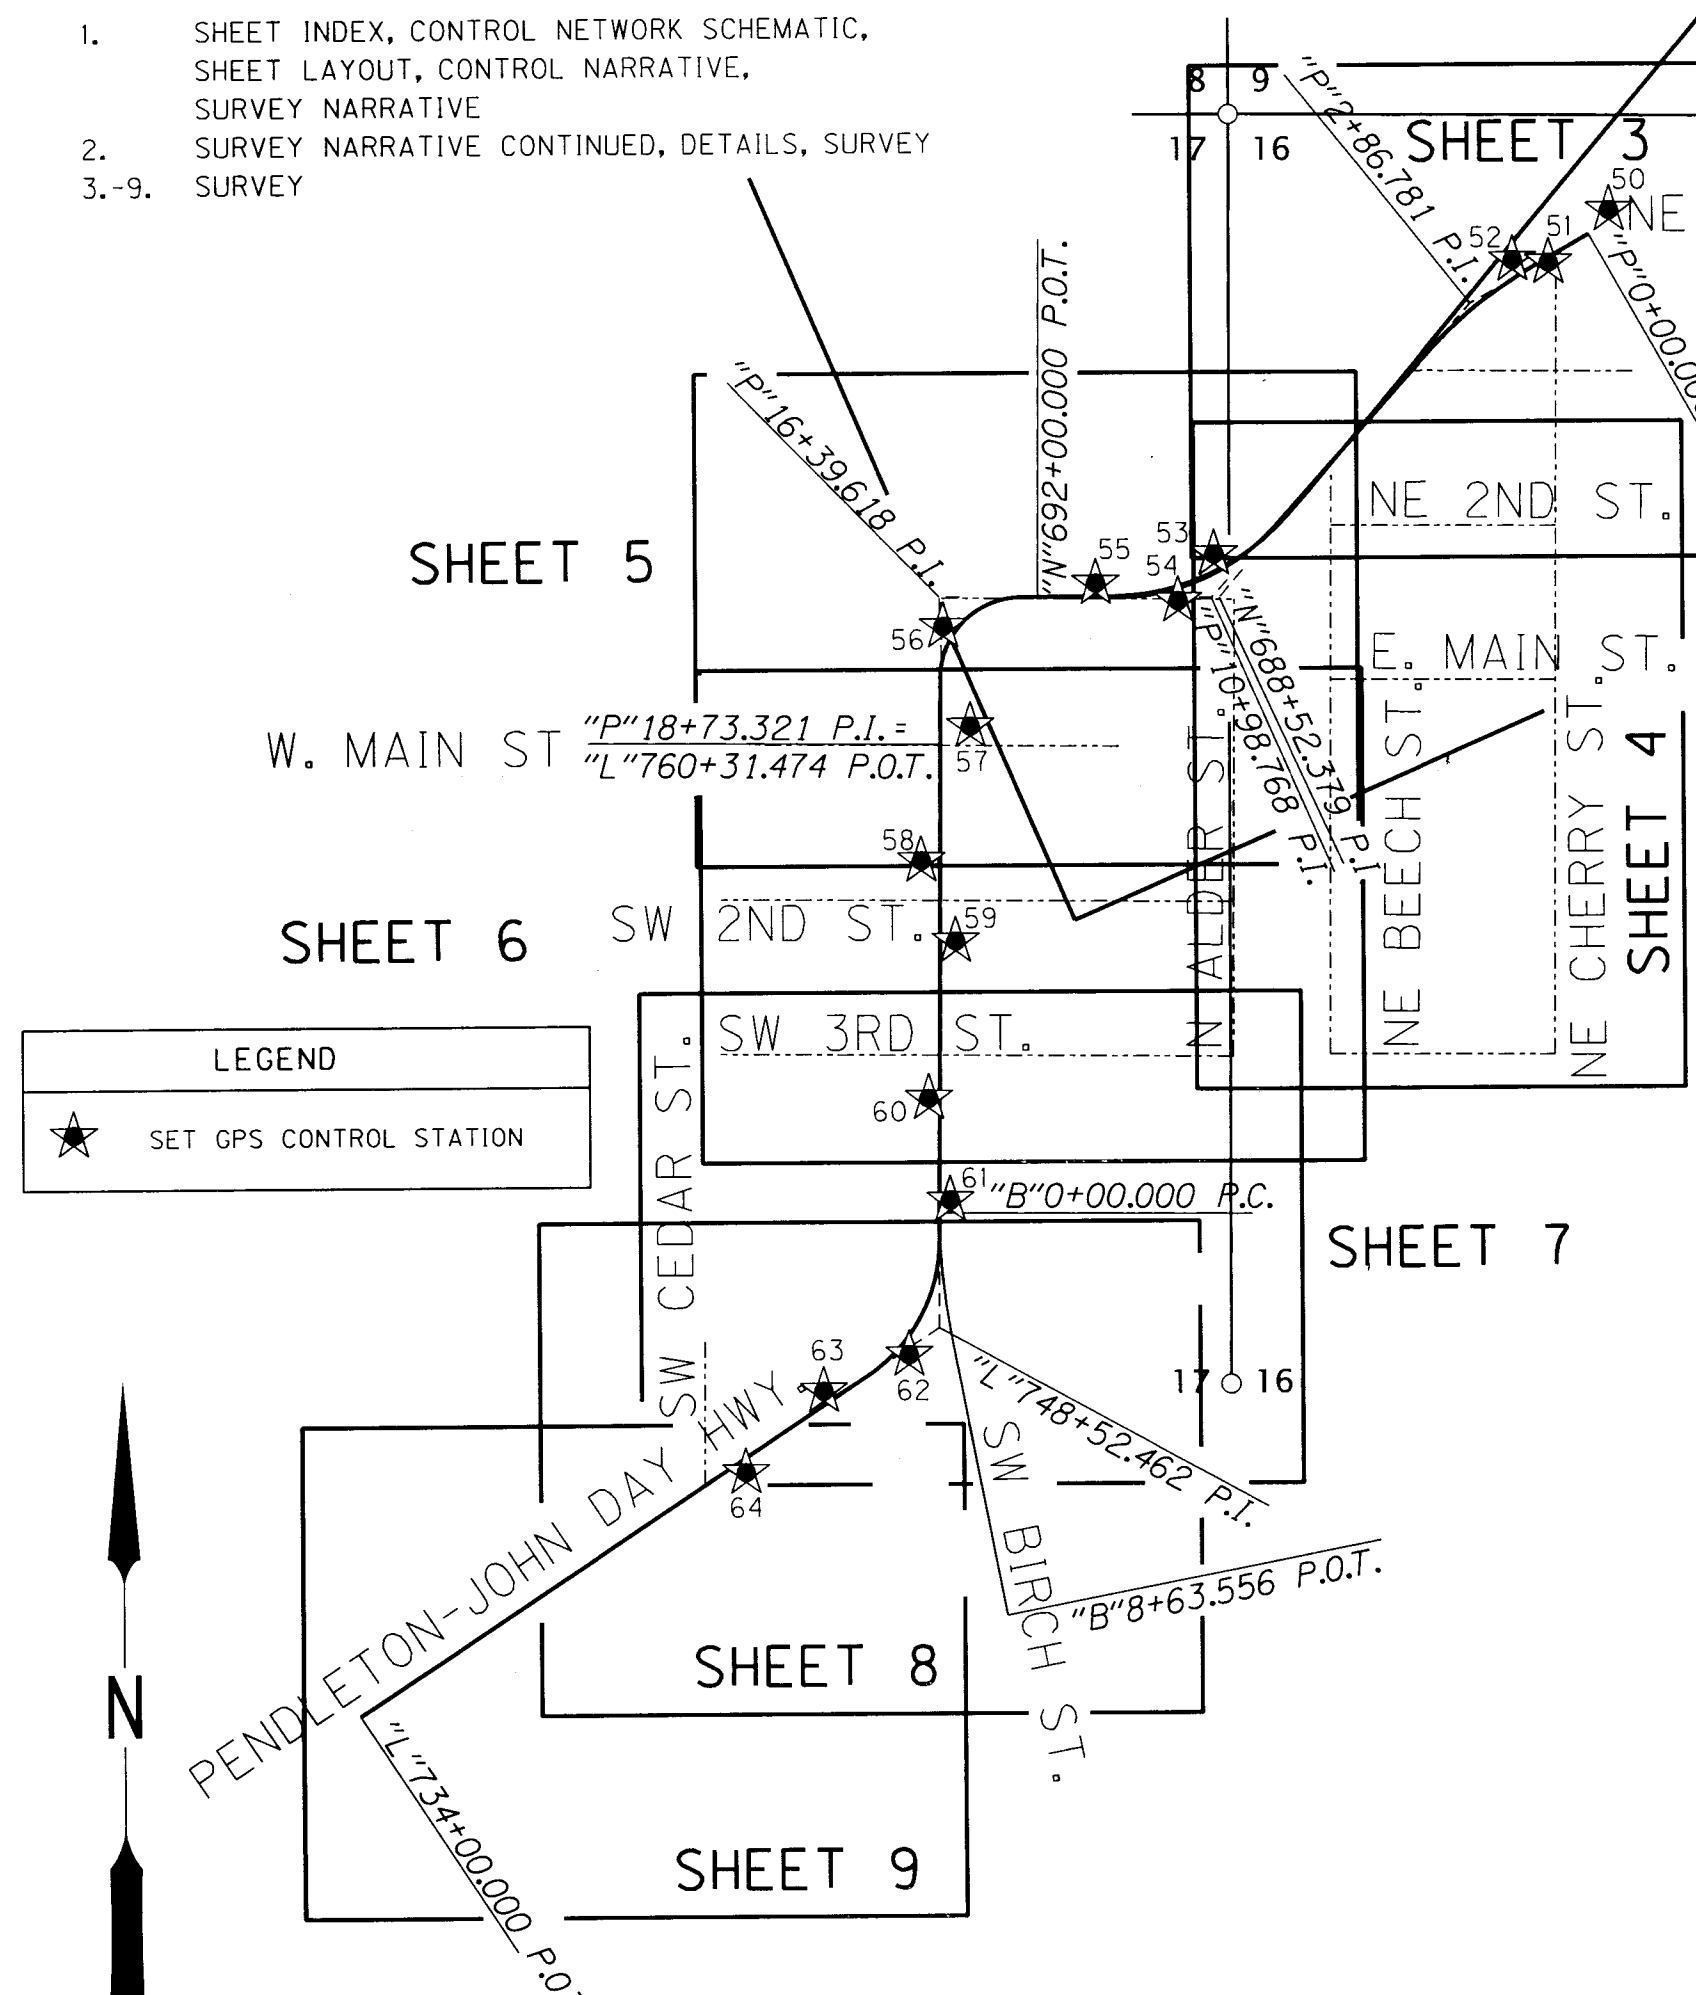 1. SHEET INDEX, CONTROL NETWORK SCHEMATIC,
SHEET LAYOUT, CONTROL NARRATIVE,
SURVEY NARRATIVE
2. SURVEY NARRATIVE CONTINUED, DETAILS, SURVEY
3.-9. SURVEY
8 9
17 16
SHEET 3
"P"2+86.781 P.I.
50
NE
51
52
"P"0+00.0
"N"692+00.000 P.O.T.
"P"16+39.618 P.I.
NE 2ND ST.
SHEET 5
53
55
54
56
"N"688+52.379 P.I.
"P"10+98.768 P.I.
E. MAIN ST.
W. MAIN ST
"P"18+73.321 P.I.=
"L"760+31.474 P.O.T.
57
N ALDER ST.
NE BEECH ST.
NE CHERRY ST.
SHEET 4
58
SW 2ND ST.
59
SHEET 6
SW 3RD ST.
LEGEND
SET GPS CONTROL STATION
60
SW CEDAR ST.
61
"B"0+00.000 P.C.
SHEET 7
63
62
17 16
"L"748+52.462 P.I.
SW BIRCH ST.
64
PENDLETON-JOHN DAY HWY.
"B"8+63.556 P.O.T.
SHEET 8
N
"L"734+00.000 P.O
SHEET 9